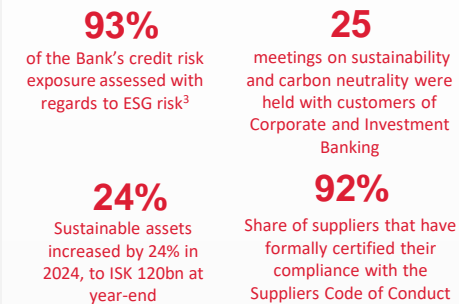 93%
of the Bank's credit risk
exposure assessed with
regards to ESG risk³
25
meetings on sustainability
and carbon neutrality were
held with customers of
Corporate and Investment
Banking
24%
Sustainable assets
increased by 24% in
2024, to ISK 120bn at
year-end
92%
Share of suppliers that have
formally certified their
compliance with the
Suppliers Code of Conduct